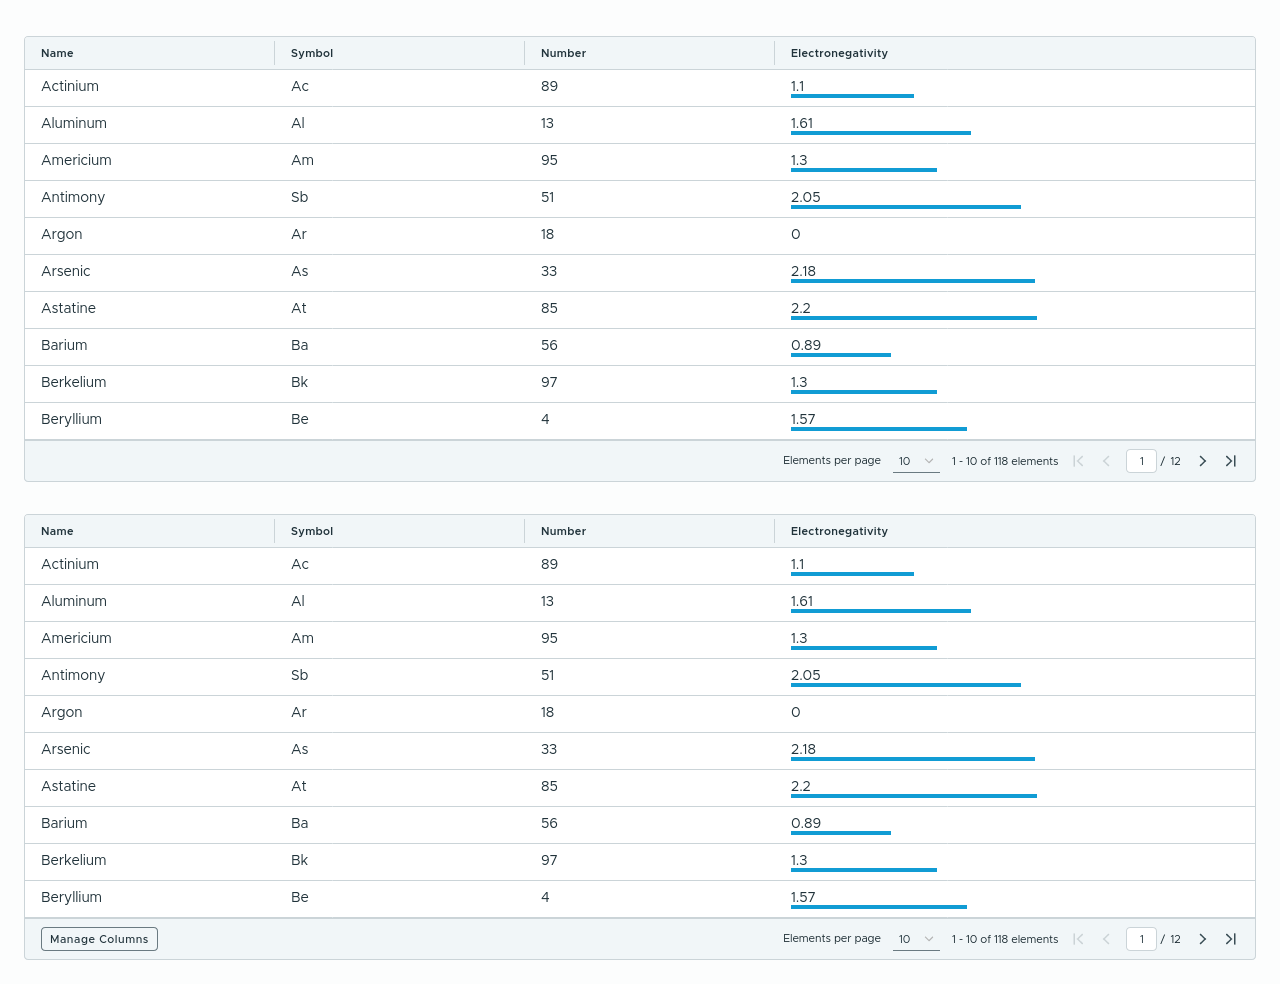 Name Symbol Number Electronegativity
Actinium Ac 89 1.1
Aluminum Al 13 1.61
Americium Am 95 1.3
Antimony Sb 51 2.05
Argon Ar 18 0
Arsenic As 33 2.18
Astatine At 85 2.2
Barium Ba 56 0.89
Berkelium Bk 97 1.3
Beryllium Be 4 1.57
Elements per page 10 1 - 10 of 118 elements 1 / 12
Name Symbol Number Electronegativity
Actinium Ac 89 1.1
Aluminum Al 13 1.61
Americium Am 95 1.3
Antimony Sb 51 2.05
Argon Ar 18 0
Arsenic As 33 2.18
Astatine At 85 2.2
Barium Ba 56 0.89
Berkelium Bk 97 1.3
Beryllium Be 4 1.57
Manage Columns Elements per page 10 1 - 10 of 118 elements 1 / 12